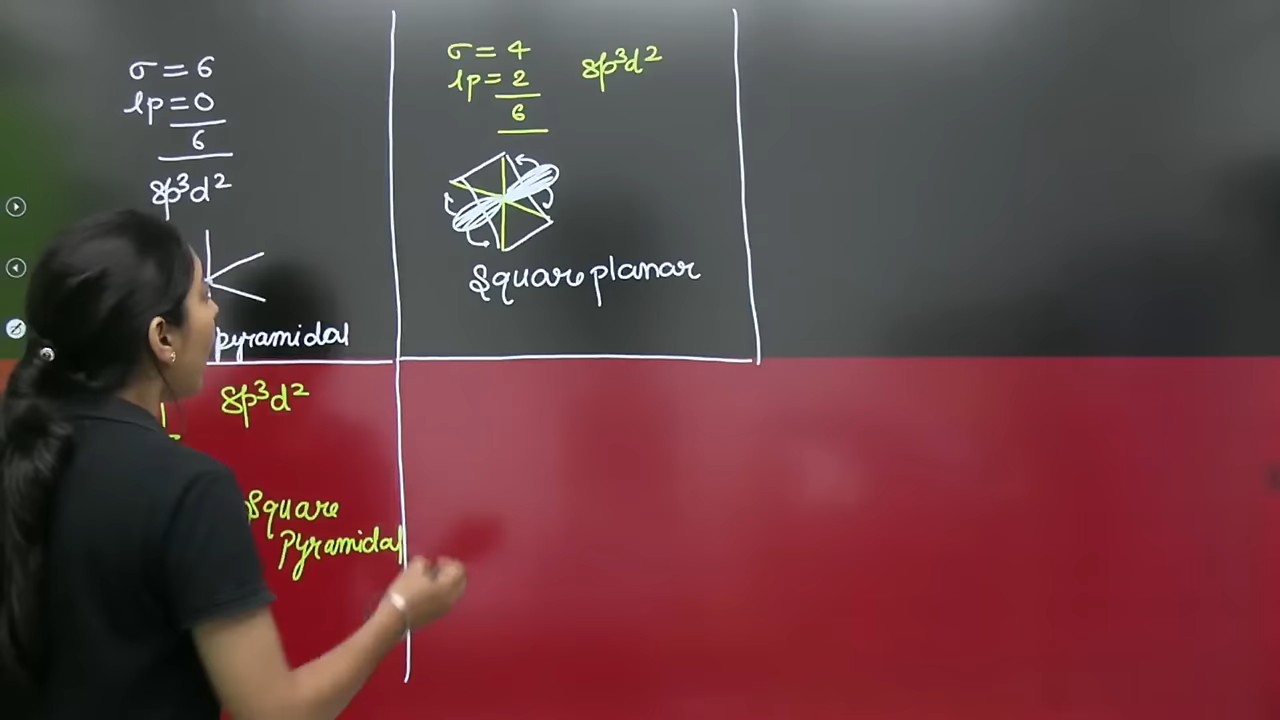 σ = 6
lp = 0
6
sp³d²
pyramidal
σ = 4
lp = 2
6
sp³d²
Square planar
sp³d²
Square
pyramidal